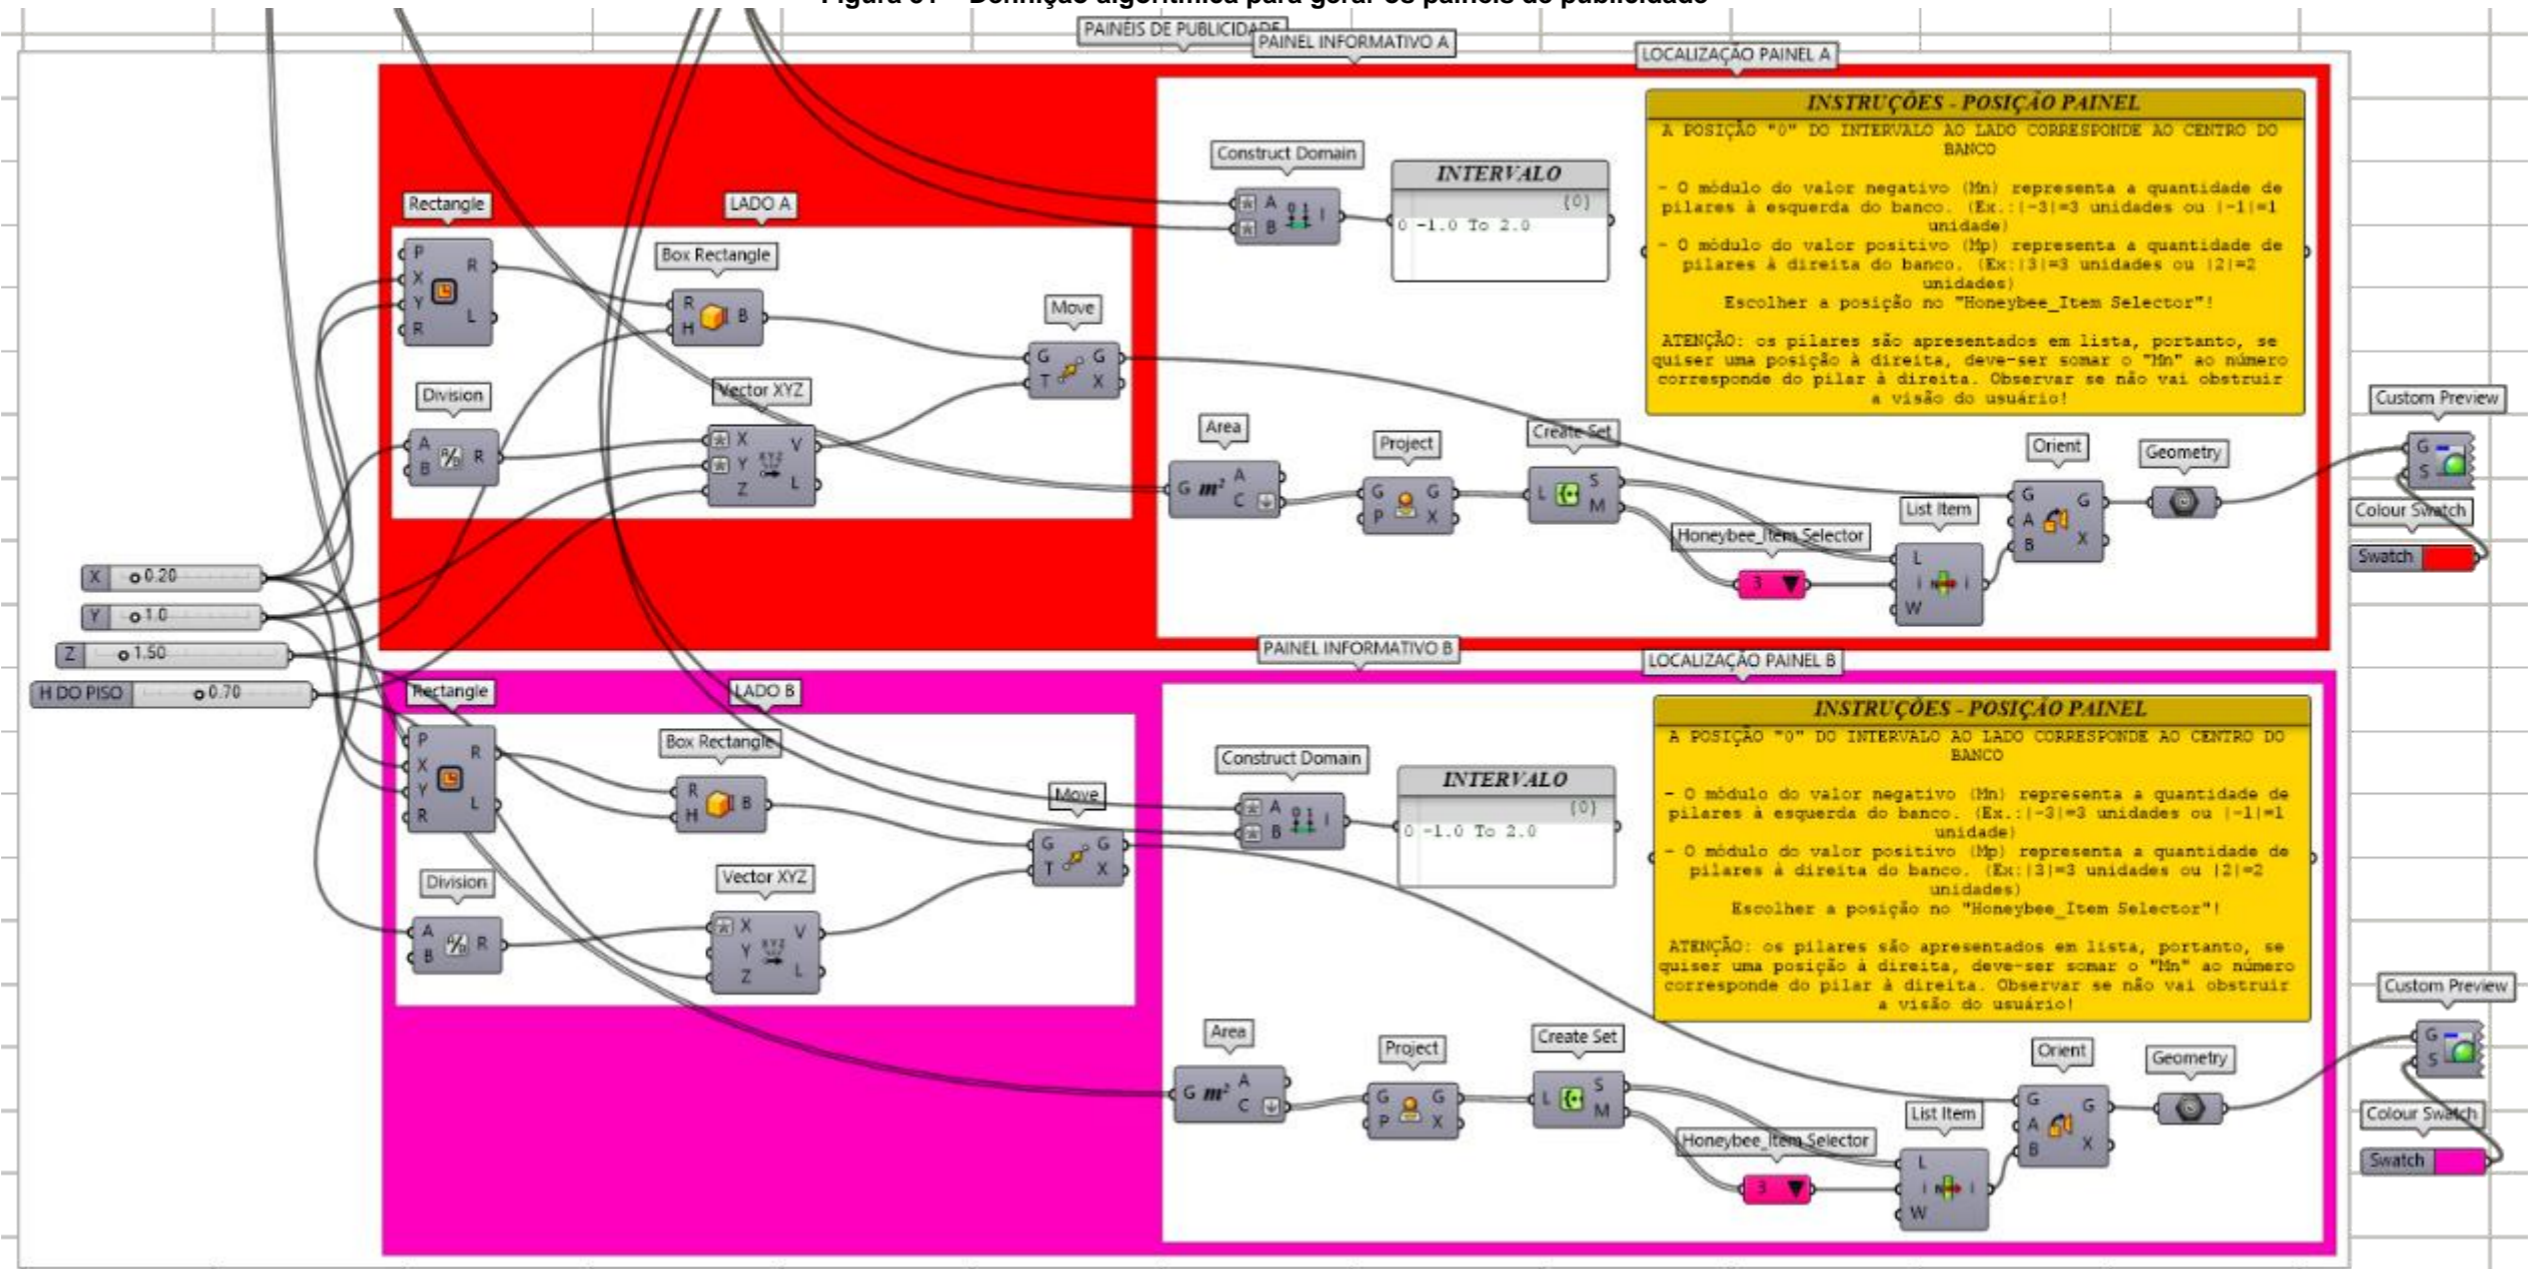 PAINÉIS DE PUBLICIDADE
PAINEL INFORMATIVO A
LOCALIZAÇÃO PAINEL A
INSTRUÇÕES - POSIÇÃO PAINEL
A POSIÇÃO "0" DO INTERVALO AO LADO CORRESPONDE AO CENTRO DO
BANCO
- O módulo do valor negativo (Mn) representa a quantidade de
pilares à esquerda do banco. (Ex.:|-3|=3 unidades ou |-1|=1
unidade)
- O módulo do valor positivo (Mp) representa a quantidade de
pilares à direita do banco. (Ex:|3|=3 unidades ou |2|=2
unidades)
Escolher a posição no "Honeybee_Item Selector"!
ATENÇÃO: os pilares são apresentados em lista, portanto, se
quiser uma posição à direita, deve-ser somar o "Mn" ao número
corresponde do pilar à direita. Observar se não vai obstruir
a visão do usuário!
Construct Domain
A
B
I
INTERVALO
{0}
0 -1.0 To 2.0
Rectangle
P
X
Y
R
R
L
LADO A
Box Rectangle
R
H
B
Move
G
T
G
X
Division
A
B
A/B
R
Vector XYZ
X
Y
Z
XYZ
V
L
Area
G m²
A
C
Project
G
P
G
X
Create Set
L
S
M
Honeybee_Item Selector
3
List Item
L
i
W
i
Orient
G
A
B
G
X
Geometry
Custom Preview
G
S
Colour Swatch
Swatch
X 0.20
Y 1.0
Z 1.50
H DO PISO 0.70
PAINEL INFORMATIVO B
LOCALIZAÇÃO PAINEL B
INSTRUÇÕES - POSIÇÃO PAINEL
A POSIÇÃO "0" DO INTERVALO AO LADO CORRESPONDE AO CENTRO DO
BANCO
- O módulo do valor negativo (Mn) representa a quantidade de
pilares à esquerda do banco. (Ex.:|-3|=3 unidades ou |-1|=1
unidade)
- O módulo do valor positivo (Mp) representa a quantidade de
pilares à direita do banco. (Ex:|3|=3 unidades ou |2|=2
unidades)
Escolher a posição no "Honeybee_Item Selector"!
ATENÇÃO: os pilares são apresentados em lista, portanto, se
quiser uma posição à direita, deve-ser somar o "Mn" ao número
corresponde do pilar à direita. Observar se não vai obstruir
a visão do usuário!
Construct Domain
A
B
I
INTERVALO
{0}
0 -1.0 To 2.0
Rectangle
P
X
Y
R
R
L
LADO B
Box Rectangle
R
H
B
Move
G
T
G
X
Division
A
B
A/B
R
Vector XYZ
X
Y
Z
XYZ
V
L
Area
G m²
A
C
Project
G
P
G
X
Create Set
L
S
M
Honeybee_Item Selector
3
List Item
L
i
W
i
Orient
G
A
B
G
X
Geometry
Custom Preview
G
S
Colour Swatch
Swatch